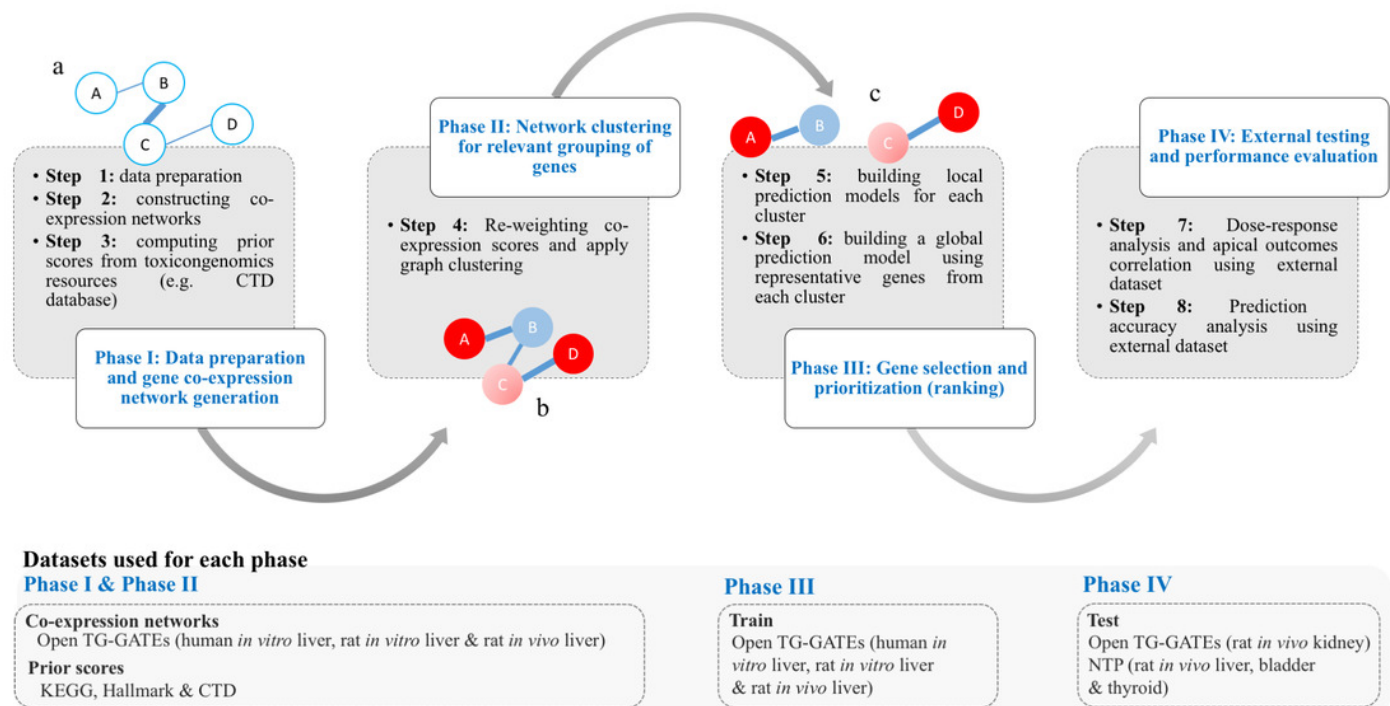 a
A
B
C
D
• Step 1: data preparation
• Step 2: constructing co-
expression networks
• Step 3: computing prior
scores from toxicongenomics
resources (e.g. CTD
database)
Phase I: Data preparation
and gene co-expression
network generation
Phase II: Network clustering
for relevant grouping of
genes
• Step 4: Re-weighting co-
expression scores and apply
graph clustering
A
B
C
D
b
c
A
B
C
D
• Step 5: building local
prediction models for each
cluster
• Step 6: building a global
prediction model using
representative genes from
each cluster
Phase III: Gene selection and
prioritization (ranking)
Phase IV: External testing
and performance evaluation
• Step 7: Dose-response
analysis and apical outcomes
correlation using external
dataset
• Step 8: Prediction
accuracy analysis using
external dataset
Datasets used for each phase
Phase I & Phase II
Co-expression networks
Open TG-GATEs (human in vitro liver, rat in vitro liver & rat in vivo liver)
Prior scores
KEGG, Hallmark & CTD
Phase III
Train
Open TG-GATEs (human in
vitro liver, rat in vitro liver
& rat in vivo liver)
Phase IV
Test
Open TG-GATEs (rat in vivo kidney)
NTP (rat in vivo liver, bladder
& thyroid)